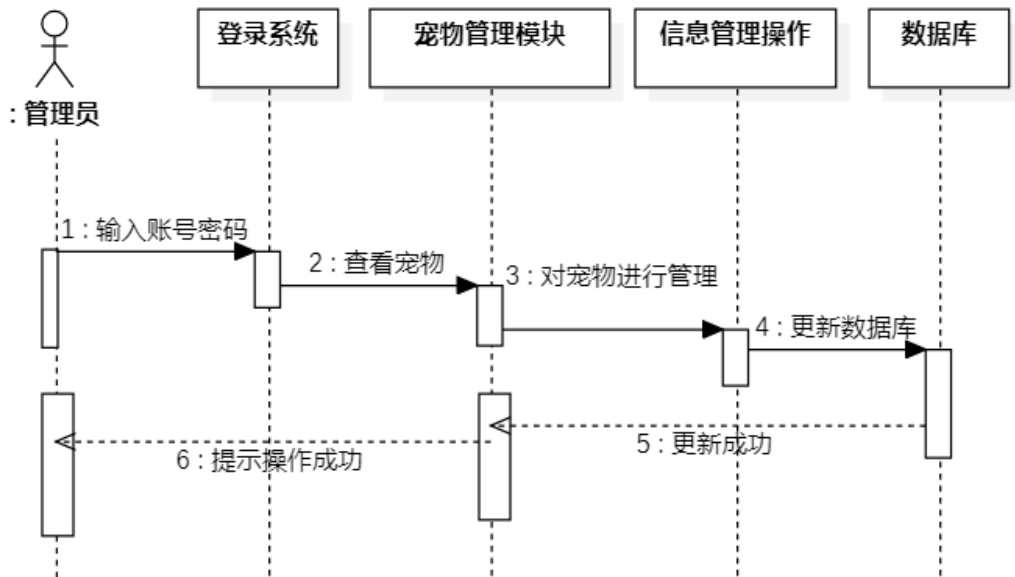 登录系统
宠物管理模块
信息管理操作
数据库
: 管理员
1 : 输入账号密码
2 : 查看宠物
3 : 对宠物进行管理
4 : 更新数据库
5 : 更新成功
6 : 提示操作成功